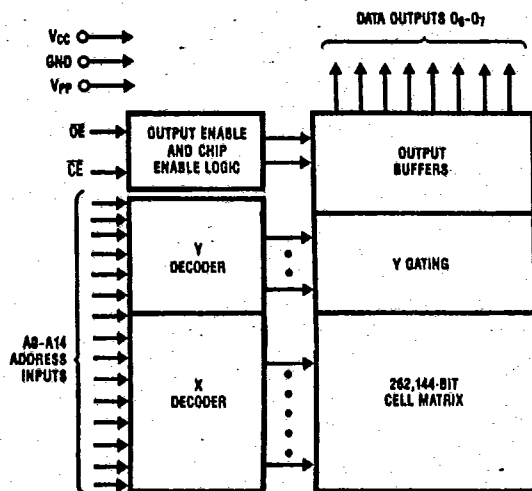 DATA OUTPUTS O0-O7
VCC
GND
VPP
OE
CE
OUTPUT ENABLE
AND CHIP
ENABLE LOGIC
OUTPUT
BUFFERS
Y
DECODER
Y GATING
A0-A14
ADDRESS
INPUTS
X
DECODER
262,144-BIT
CELL MATRIX